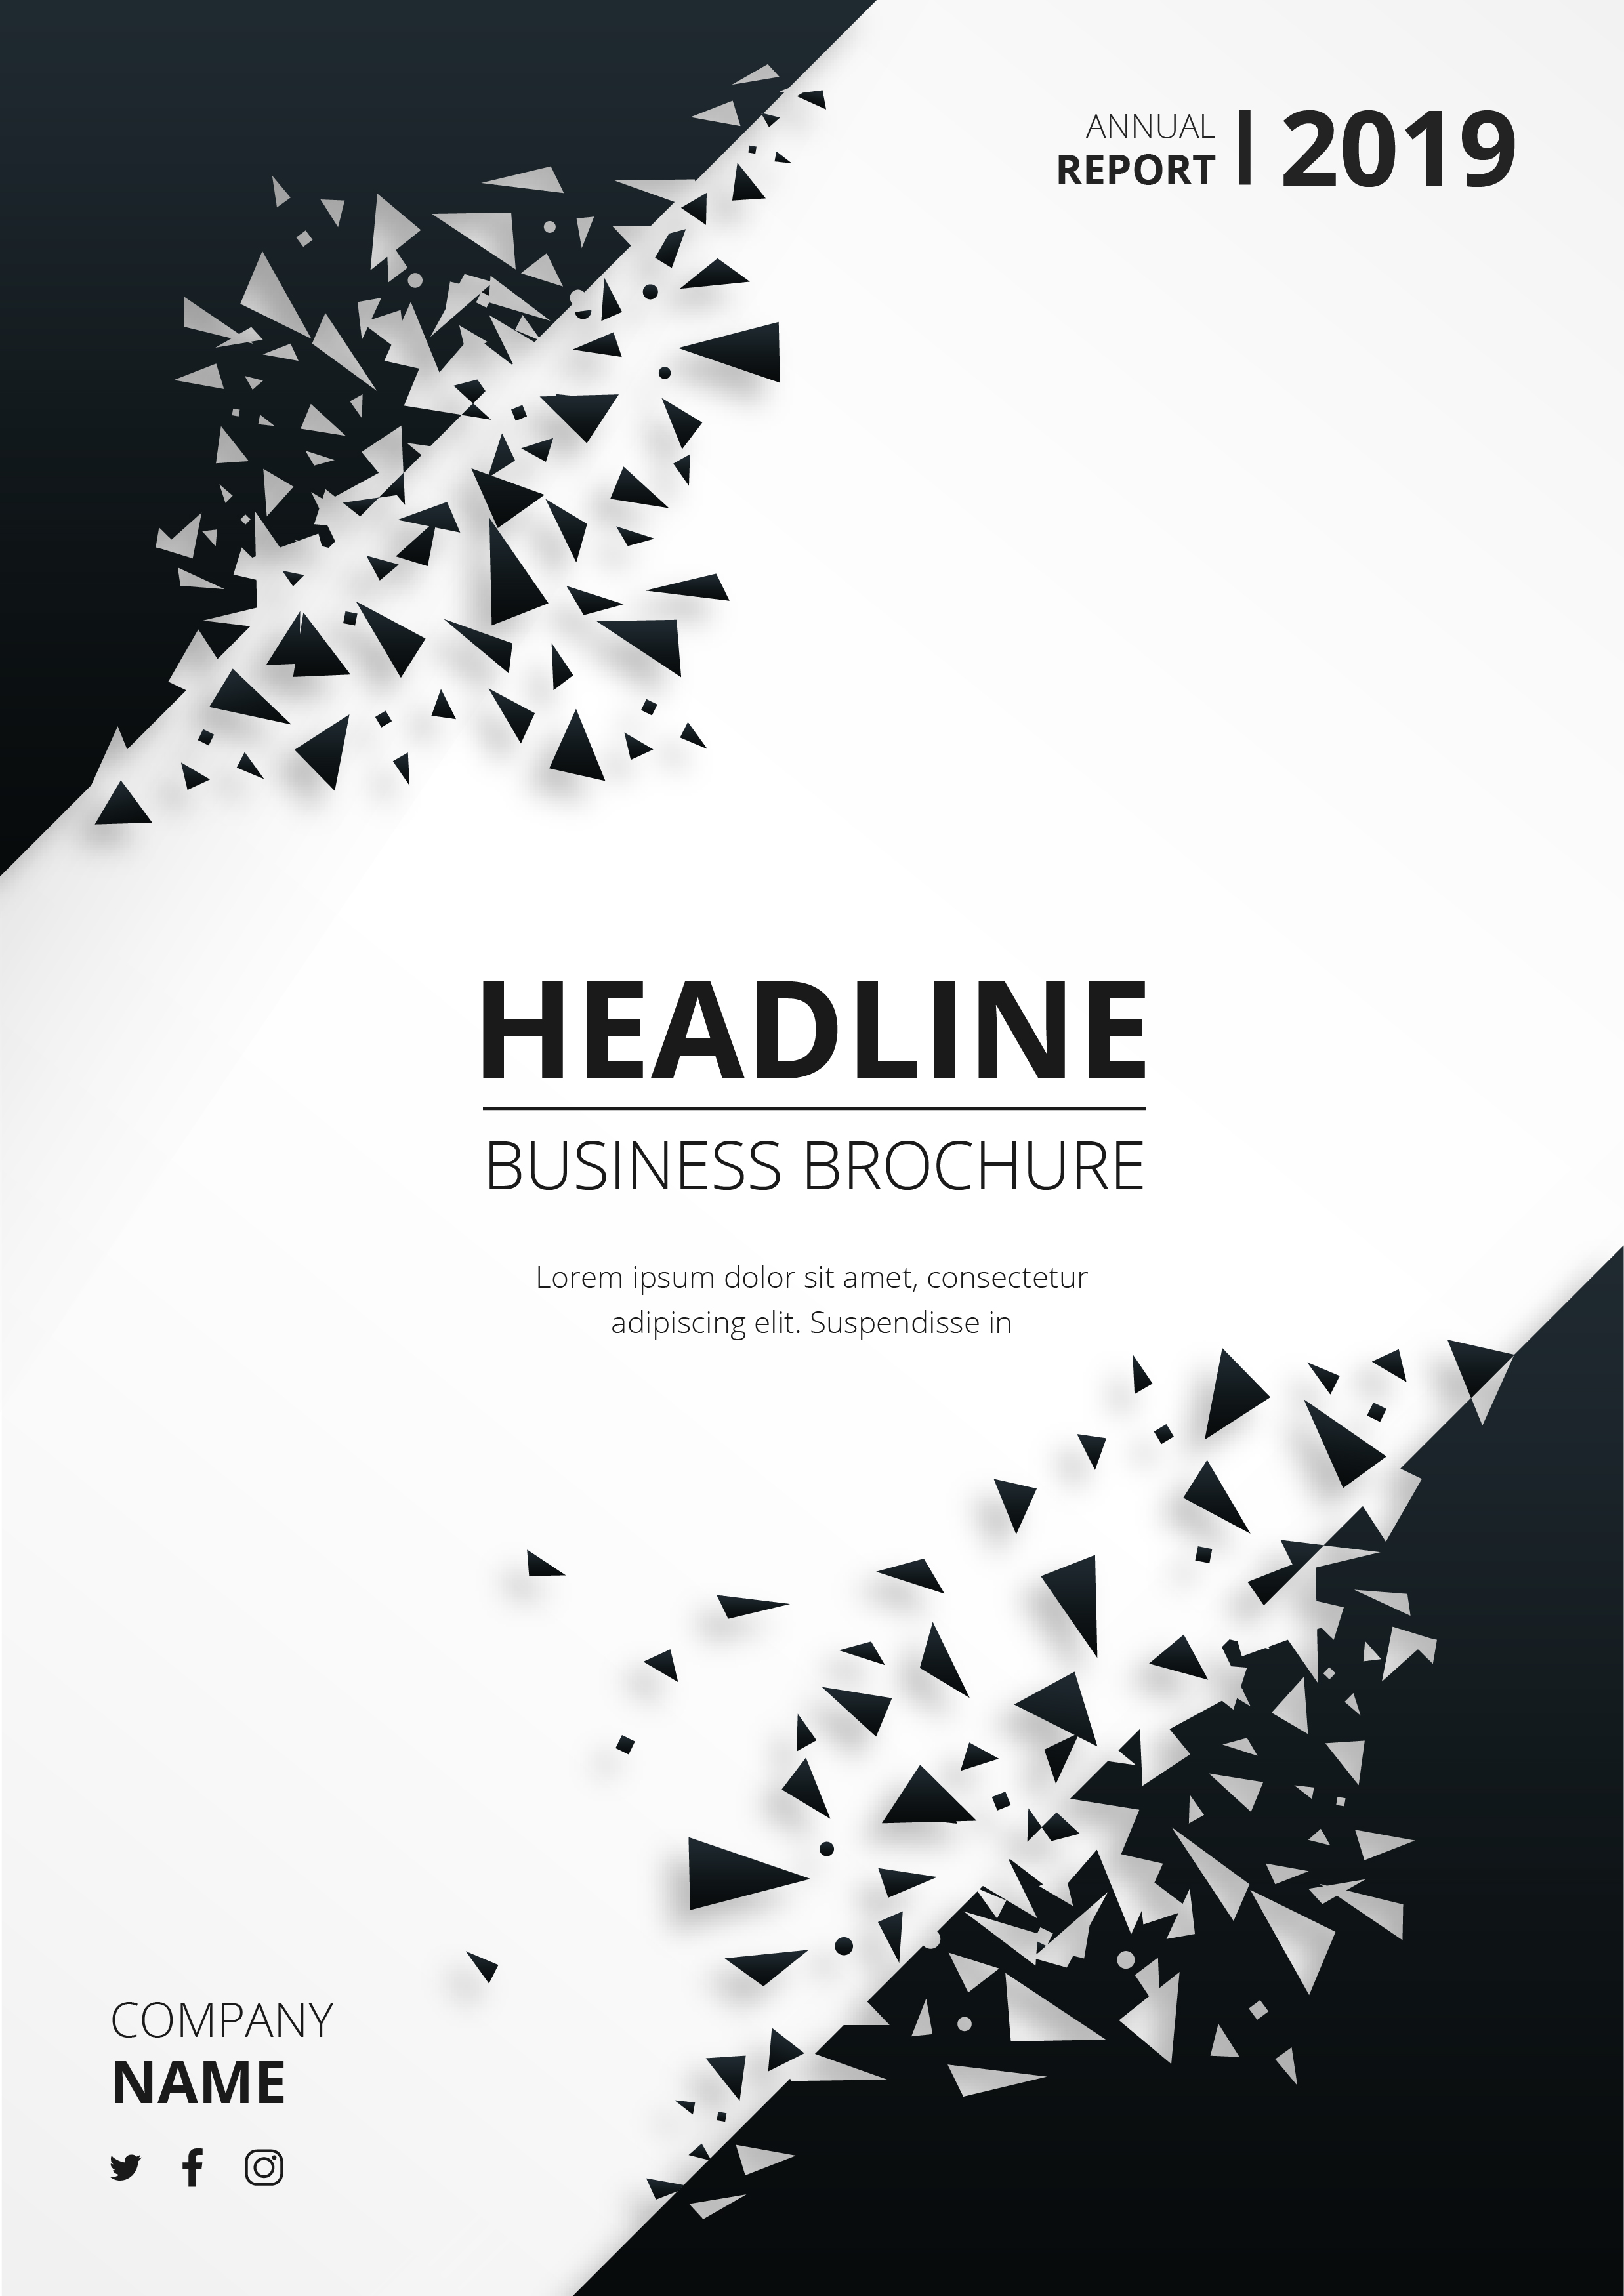 ANNUAL
REPORT
2019
HEADLINE
BUSINESS BROCHURE
Lorem ipsum dolor sit amet, consectetur
adipiscing elit. Suspendisse in
COMPANY
NAME